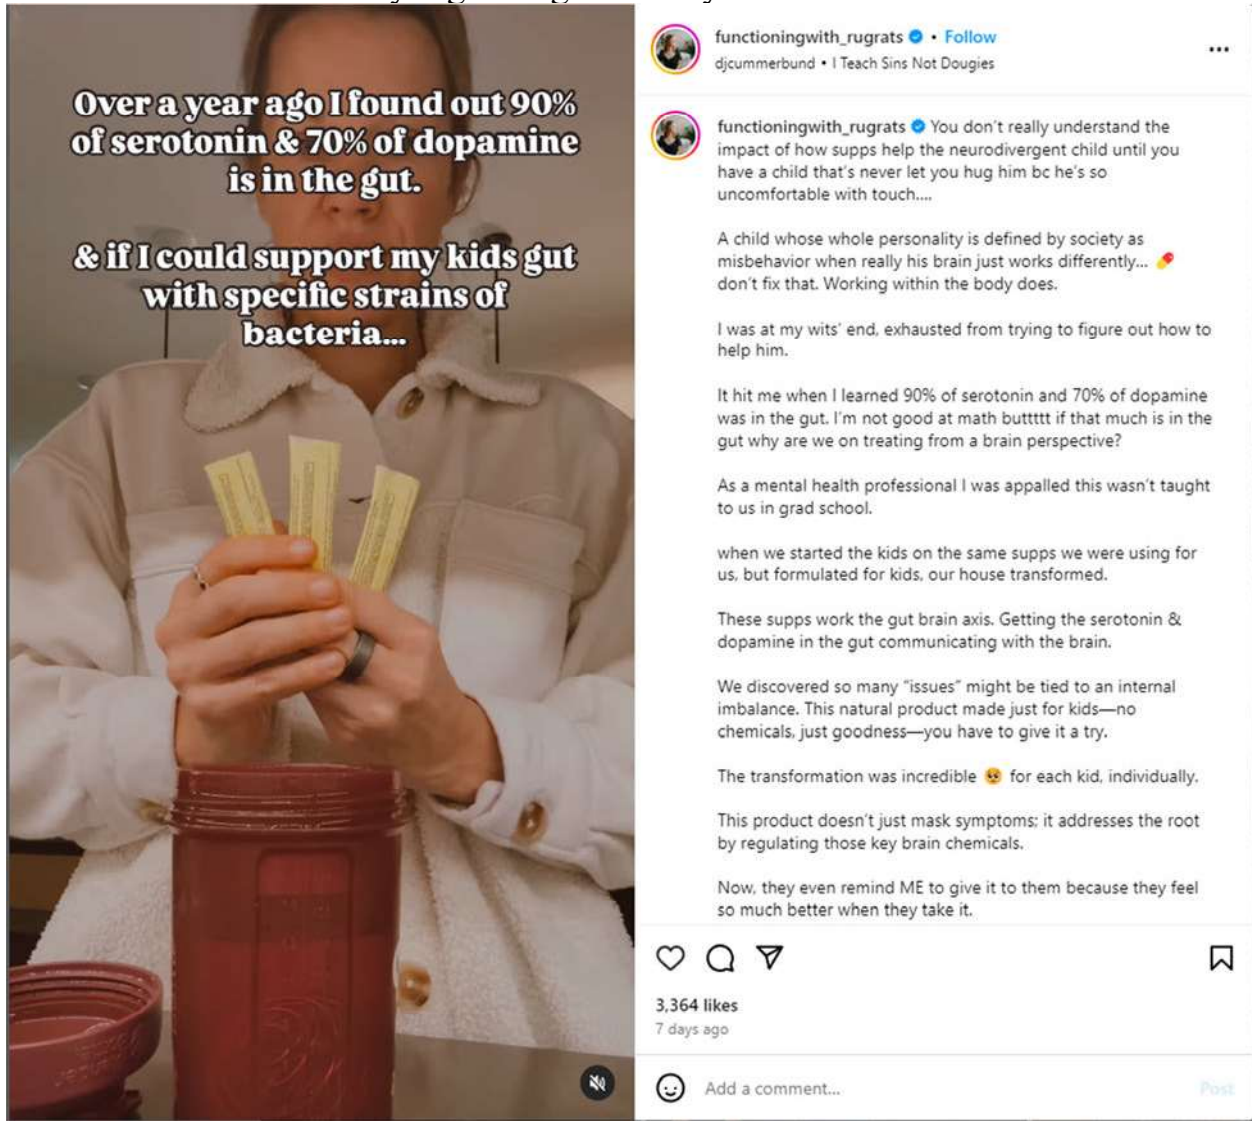 Over a year ago I found out 90%
of serotonin & 70% of dopamine
is in the gut.
& if I could support my kids gut
with specific strains of
bacteria...
functioningwith_rugrats • Follow
djcummerbund • I Teach Sins Not Dougies
functioningwith_rugrats You don't really understand the
impact of how supps help the neurodivergent child until you
have a child that's never let you hug him bc he's so
uncomfortable with touch....
A child whose whole personality is defined by society as
misbehavior when really his brain just works differently... 💊
don't fix that. Working within the body does.
I was at my wits' end, exhausted from trying to figure out how to
help him.
It hit me when I learned 90% of serotonin and 70% of dopamine
was in the gut. I'm not good at math buttttt if that much is in the
gut why are we on treating from a brain perspective?
As a mental health professional I was appalled this wasn't taught
to us in grad school.
when we started the kids on the same supps we were using for
us, but formulated for kids, our house transformed.
These supps work the gut brain axis. Getting the serotonin &
dopamine in the gut communicating with the brain.
We discovered so many "issues" might be tied to an internal
imbalance. This natural product made just for kids—no
chemicals, just goodness—you have to give it a try.
The transformation was incredible 🥹 for each kid, individually.
This product doesn't just mask symptoms; it addresses the root
by regulating those key brain chemicals.
Now, they even remind ME to give it to them because they feel
so much better when they take it.
3,364 likes
7 days ago
Add a comment...
Post